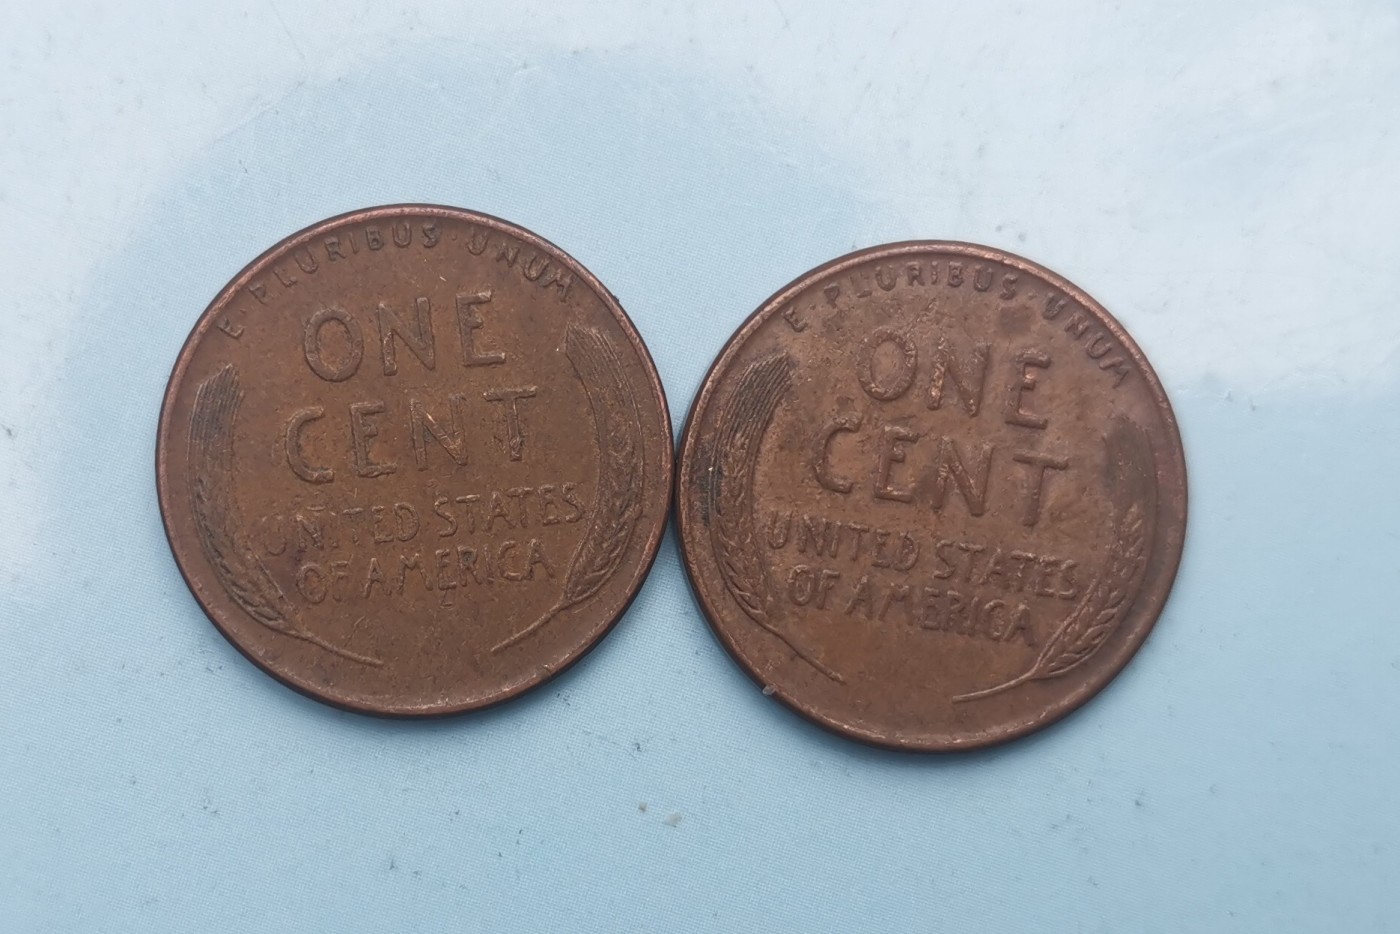 E · PLURIBUS · UNUM
ONE
CENT
UNITED STATES
OF AMERICA
E · PLURIBUS · UNUM
ONE
CENT
UNITED STATES
OF AMERICA